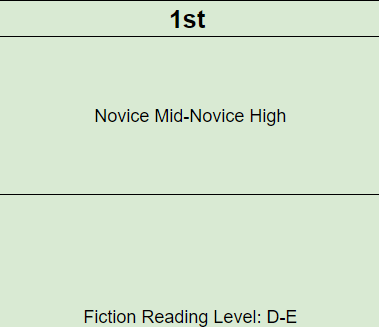 1st
Novice Mid-Novice High
Fiction Reading Level: D-E